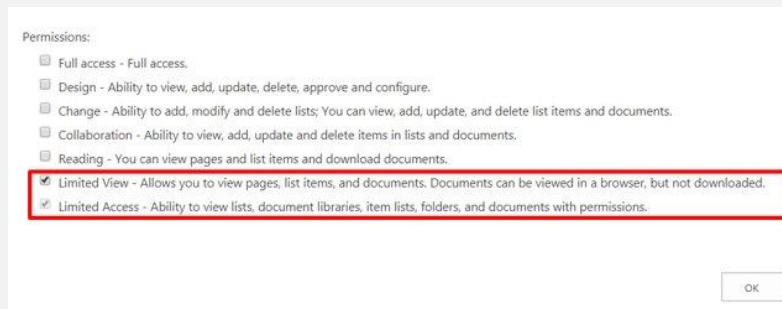 Permissions:
Full access - Full access.
Design - Ability to view, add, update, delete, approve and configure.
Change - Ability to add, modify and delete lists; You can view, add, update, and delete list items and documents.
Collaboration - Ability to view, add, update and delete items in lists and documents.
Reading - You can view pages and list items and download documents.
Limited View - Allows you to view pages, list items, and documents. Documents can be viewed in a browser, but not downloaded.
Limited Access - Ability to view lists, document libraries, item lists, folders, and documents with permissions.
OK